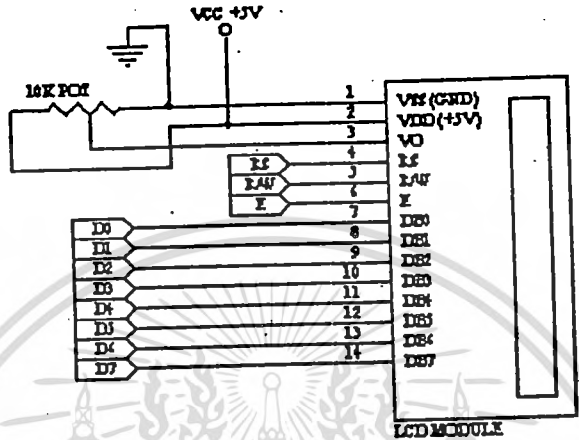 VCC +5V
10K POT
1 VSS (GND)
2 VDD (+5V)
3 VO
RS 4 RS
R/W 5 R/W
E 6 E
D0 7 DB0
D1 8 DB1
D2 9 DB2
D3 10 DB3
D4 11 DB4
D5 12 DB5
D6 13 DB6
D7 14 DB7
LCD MODULE